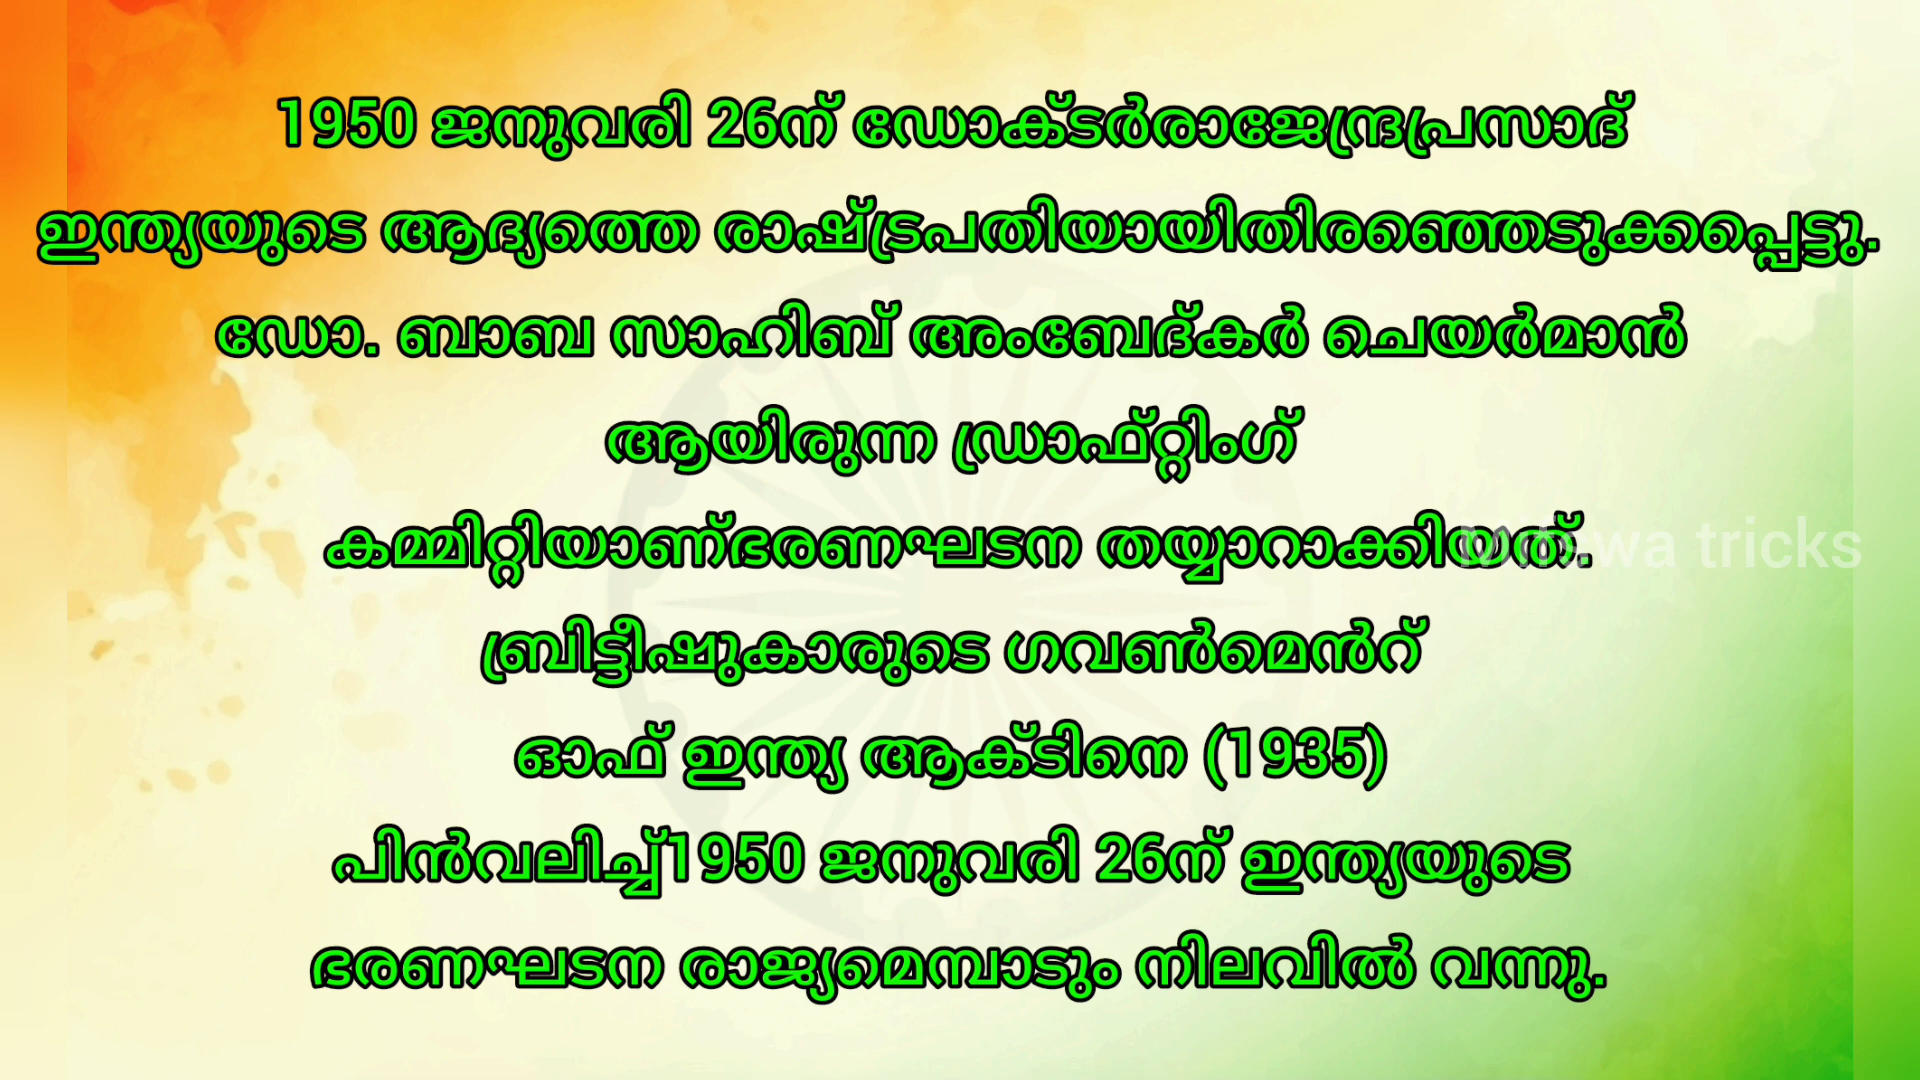 1950 ജനുവരി 26ന് ഡോക്ടർരാജേന്ദ്രപ്രസാദ്
ഇന്ത്യയുടെ ആദ്യത്തെ രാഷ്ട്രപതിയായിതിരഞ്ഞെടുക്കപ്പെട്ടു.
ഡോ. ബാബ സാഹിബ് അംബേദ്കർ ചെയർമാൻ
ആയിരുന്ന ഡ്രാഫ്റ്റിംഗ്
കമ്മിറ്റിയാണ്ഭരണഘടന തയ്യാറാക്കിയത്.
tricks
ബ്രിട്ടീഷുകാരുടെ ഗവൺമെൻറ്
ഓഫ് ഇന്ത്യ ആക്ടിനെ (1935)
പിൻവലിച്ച്1950 ജനുവരി 26ന് ഇന്ത്യയുടെ
ഭരണഘടന രാജ്യമെമ്പാടും നിലവിൽ വന്നു.